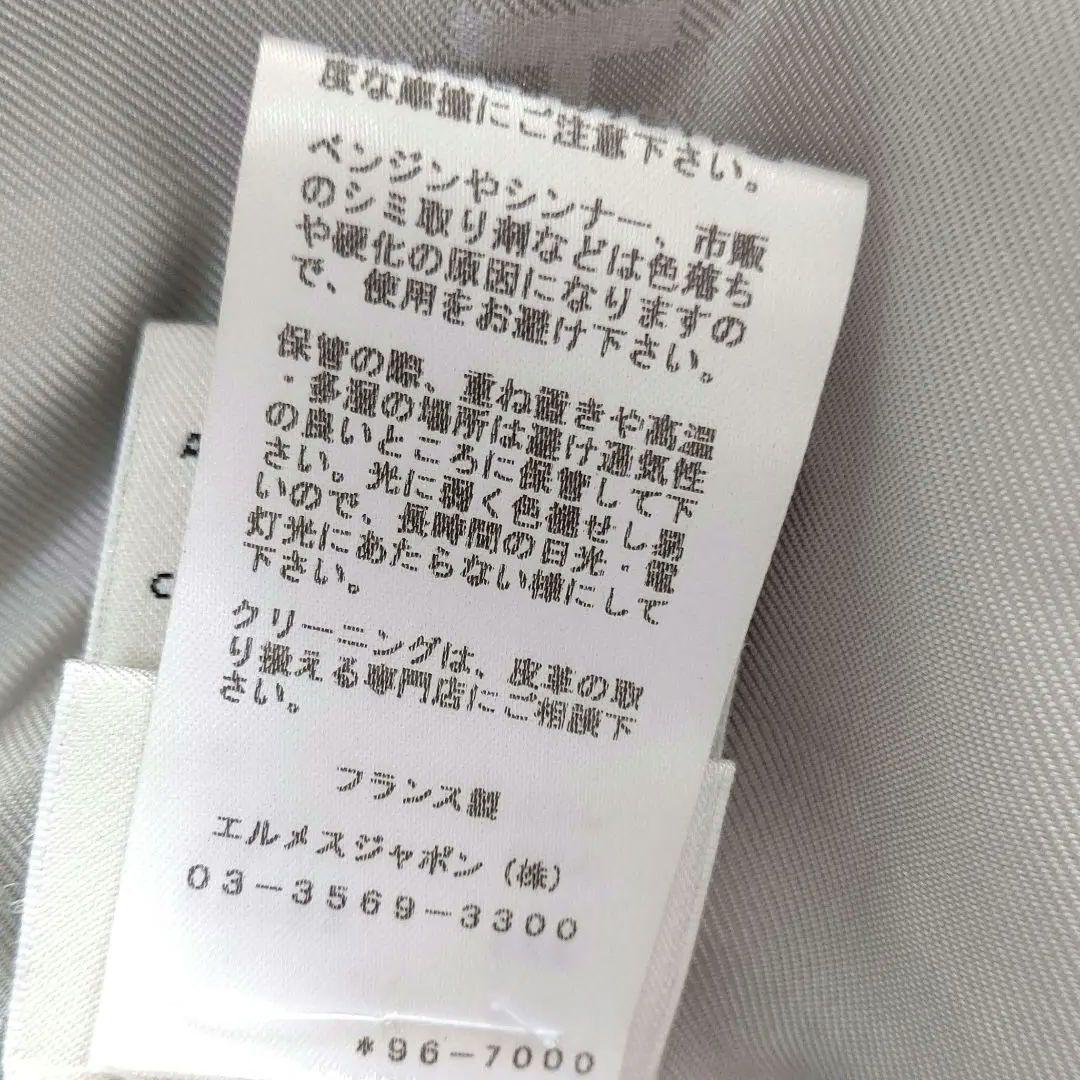 度な摩擦にご注意下さい。
ベンジンやシンナー、市販
のシミ取り剤などは色落ち
や硬化の原因になりますの
で、使用をお避け下さい。
保管の際、重ね置きや高温
・多湿の場所は避け通気性
の良いところに保管して下
さい。光に弱く色褪せし易
いので、長時間の日光・電
灯光にあたらない様にして
下さい。
クリーニングは、皮革の取
り扱える専門店にご相談下
さい。
フランス製
エルメスジャポン（株）
03-3569-3300
*96-7000